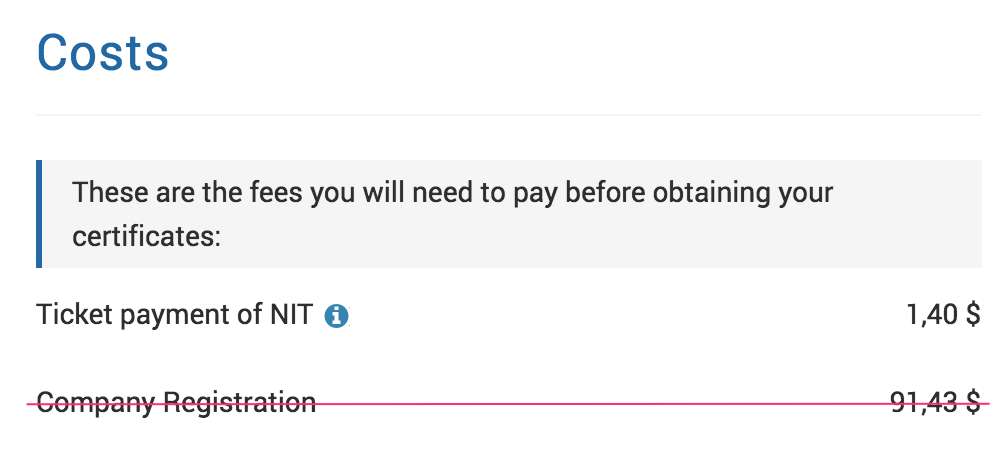 Costs
These are the fees you will need to pay before obtaining your
certificates:
Ticket payment of NIT 1,40 $
Company Registration 91,43 $